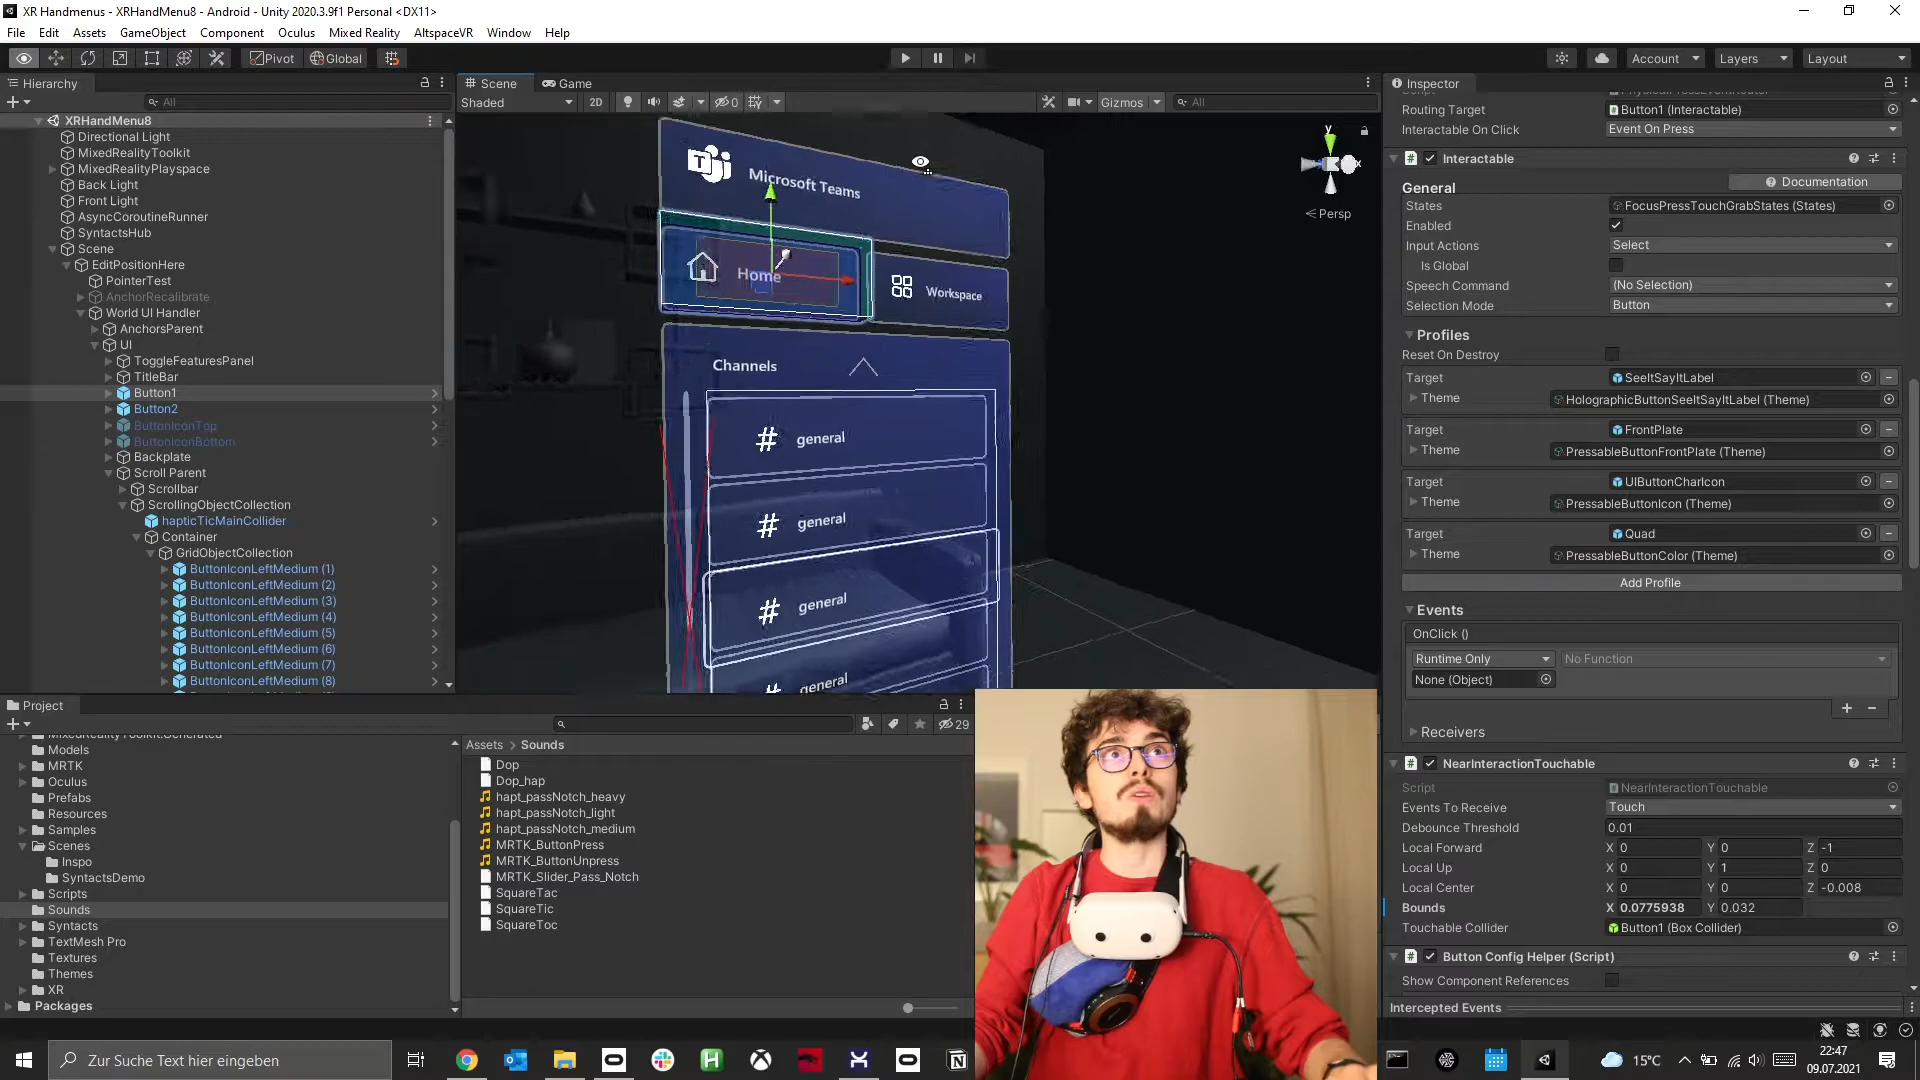 XR Handmenus - XRHandMenu8 - Android - Unity 2020.3.9f1 Personal <DX11>
File Edit Assets GameObject Component Oculus Mixed Reality AltspaceVR Window Help
Pivot Global Account Layers Layout
Hierarchy
All
XRHandMenu8
Directional Light
MixedRealityToolkit
MixedRealityPlayspace
Back Light
Front Light
AsyncCoroutineRunner
SyntactsHub
Scene
EditPositionHere
PointerTest
AnchorRecalibrate
World UI Handler
AnchorsParent
UI
ToggleFeaturesPanel
TitleBar
Button1
Button2
ButtonIconTop
ButtonIconBottom
Backplate
Scroll Parent
Scrollbar
ScrollingObjectCollection
hapticTicMainCollider
Container
GridObjectCollection
ButtonIconLeftMedium (1)
ButtonIconLeftMedium (2)
ButtonIconLeftMedium (3)
ButtonIconLeftMedium (4)
ButtonIconLeftMedium (5)
ButtonIconLeftMedium (6)
ButtonIconLeftMedium (7)
ButtonIconLeftMedium (8)
Scene Game
Shaded 2D 0 Gizmos All
y
x
Persp
Microsoft Teams
Home
Workspace
Channels
# general
# general
# general
# general
Project
29
MixedRealityToolkit.Generated
Models
MRTK
Oculus
Prefabs
Resources
Samples
Scenes
Inspo
SyntactsDemo
Scripts
Sounds
Syntacts
TextMesh Pro
Textures
Themes
XR
Packages
Assets > Sounds
Dop
Dop_hap
hapt_passNotch_heavy
hapt_passNotch_light
hapt_passNotch_medium
MRTK_ButtonPress
MRTK_ButtonUnpress
MRTK_Slider_Pass_Notch
SquareTac
SquareTic
SquareToc
Inspector
Routing Target Button1 (Interactable)
Interactable On Click Event On Press
Interactable
Documentation
General
States FocusPressTouchGrabStates (States)
Enabled
Input Actions Select
Is Global
Speech Command (No Selection)
Selection Mode Button
Profiles
Reset On Destroy
Target SeeItSayItLabel
Theme HolographicButtonSeeItSayItLabel (Theme)
Target FrontPlate
Theme PressableButtonFrontPlate (Theme)
Target UIButtonCharIcon
Theme PressableButtonIcon (Theme)
Target Quad
Theme PressableButtonColor (Theme)
Add Profile
Events
OnClick ()
Runtime Only No Function
None (Object)
Receivers
NearInteractionTouchable
Script NearInteractionTouchable
Events To Receive Touch
Debounce Threshold 0.01
Local Forward X 0 Y 0 Z -1
Local Up X 0 Y 1 Z 0
Local Center X 0 Y 0 Z -0.008
Bounds X 0.0775938 Y 0.032
Touchable Collider Button1 (Box Collider)
Button Config Helper (Script)
Show Component References
Intercepted Events
Zur Suche Text hier eingeben
15°C
22:47
09.07.2021